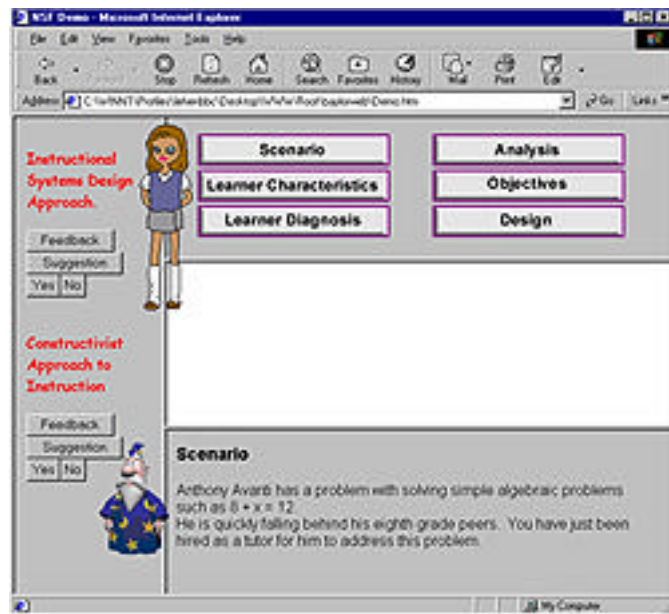 NSF Demo - Microsoft Internet Explorer
File Edit View Favorites Tools Help
Back Forward Stop Refresh Home Search Favorites History Mail Print Edit
Address Go Links
Instructional
Systems Design
Approach.
Feedback
Suggestion
Yes No
Scenario Analysis
Learner Characteristics Objectives
Learner Diagnosis Design
Constructivist
Approach to
Instruction
Feedback
Suggestion
Yes No
Scenario
Anthony Avanti has a problem with solving simple algebraic problems
such as 8 + x = 12.
He is quickly falling behind his eighth grade peers. You have just been
hired as a tutor for him to address this problem.
My Computer